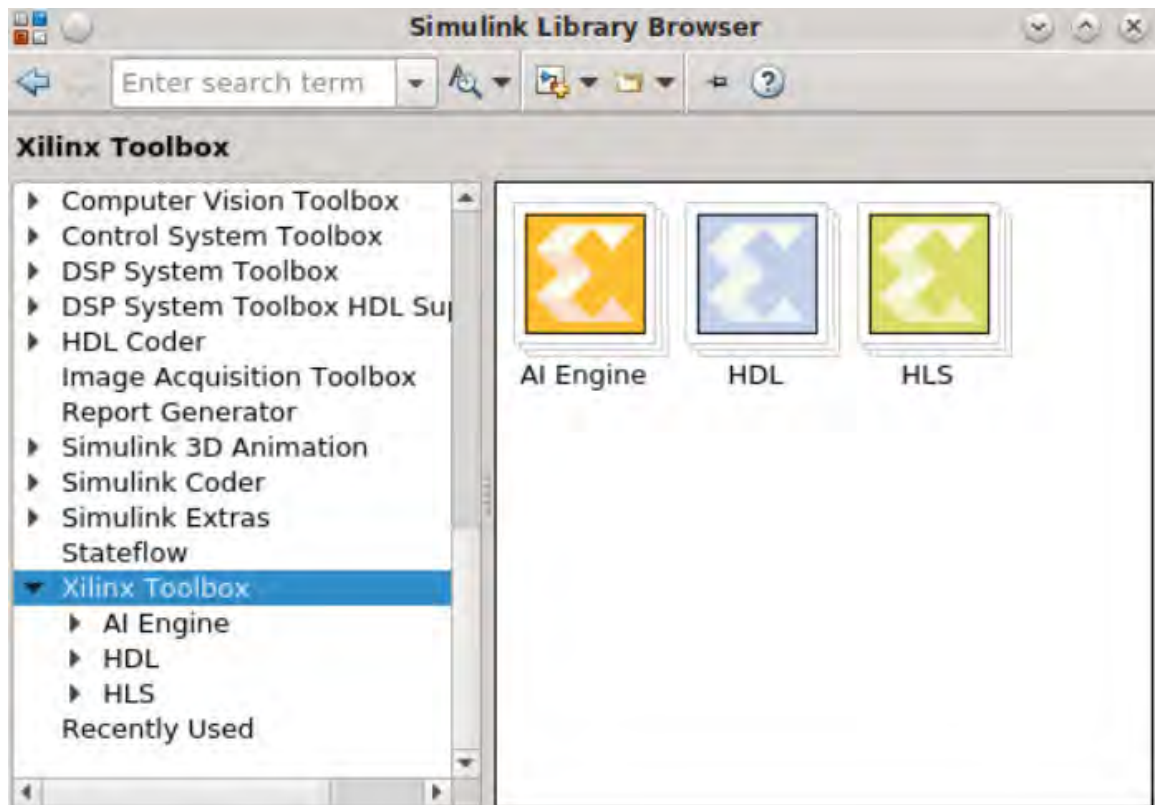 Simulink Library Browser
Enter search term
Xilinx Toolbox
Computer Vision Toolbox
Control System Toolbox
DSP System Toolbox
DSP System Toolbox HDL Su
HDL Coder
Image Acquisition Toolbox
Report Generator
Simulink 3D Animation
Simulink Coder
Simulink Extras
Stateflow
Xilinx Toolbox
AI Engine
HDL
HLS
Recently Used
AI Engine HDL HLS